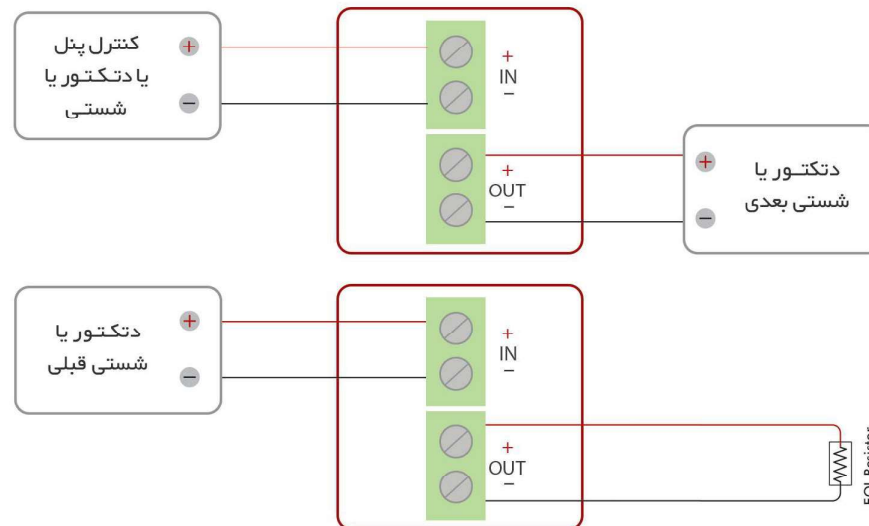 کنترل پنل
یا دتکتور یا
شستی
+
−
+
IN
−
+
OUT
−
دتکتور یا
شستی بعدی
+
−
دتکتور یا
شستی قبلی
+
−
+
IN
−
+
OUT
−
EOL Resistor